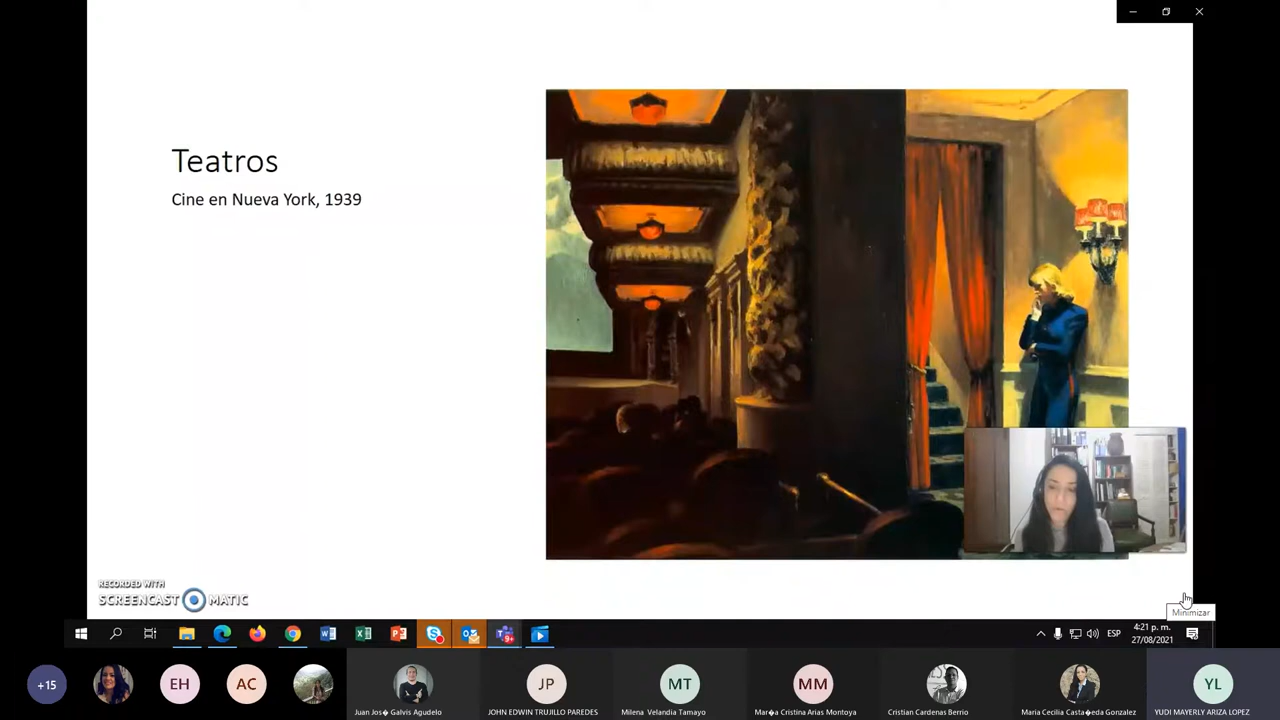 Teatros
Cine en Nueva York, 1939
RECORDED WITH
SCREENCAST MATIC
Minimizar
4:21 p. m.
ESP
27/08/2021
9+
+15
EH
AC
JP
MT
MM
YL
Juan Jos� Galvis Agudelo
JOHN EDWIN TRUJILLO PAREDES
Milena Velandia Tamayo
Mar�a Cristina Arias Montoya
Cristian Cardenas Berrio
Maria Cecilia Casta�eda Gonzalez
YUDI MAYERLY ARIZA LOPEZ